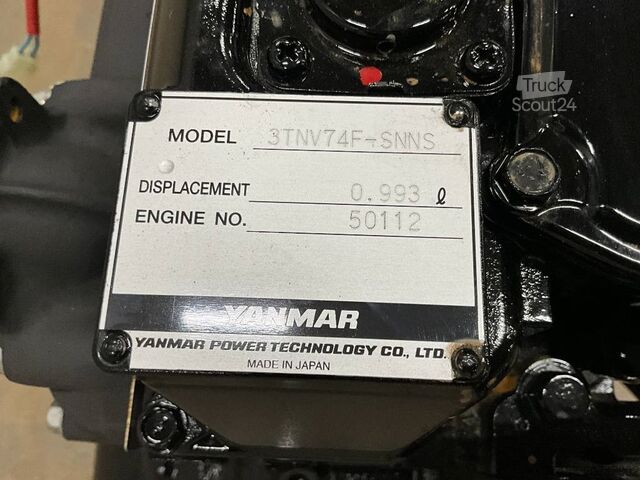 Truck
Scout24
MODEL 3TNV74F-SNNS
DISPLACEMENT 0.993 ℓ
ENGINE NO. 50112
YANMAR
YANMAR POWER TECHNOLOGY CO., LTD.
MADE IN JAPAN